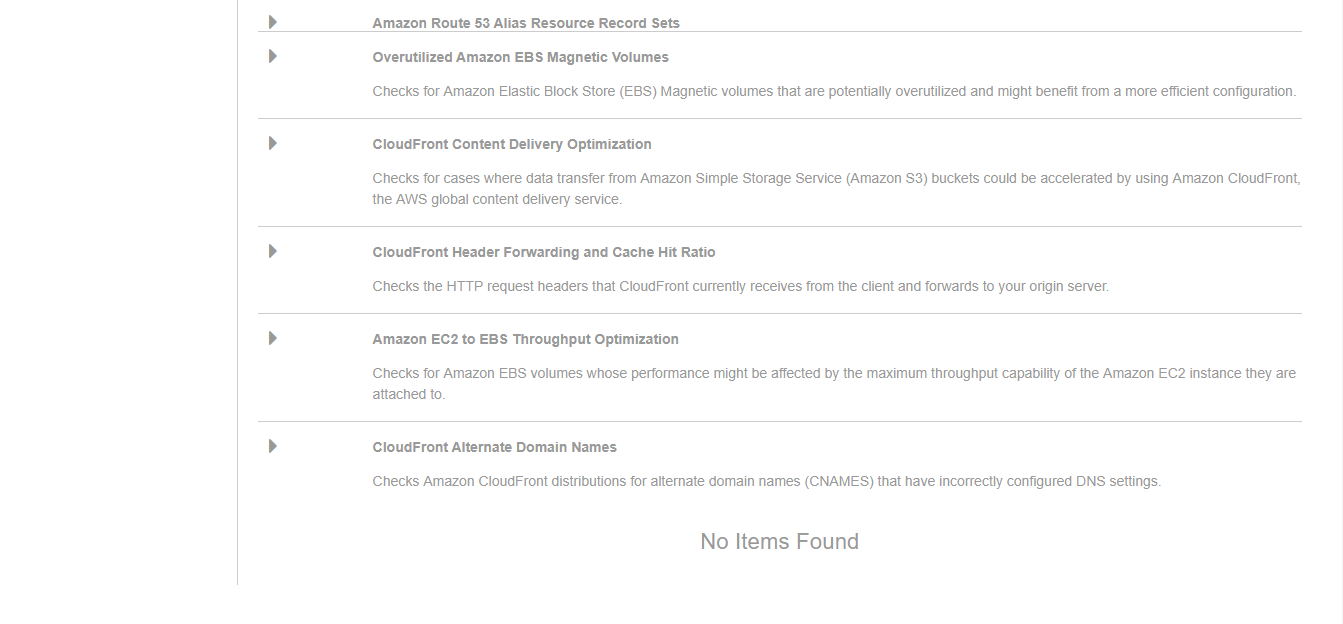 Amazon Route 53 Alias Resource Record Sets
Overutilized Amazon EBS Magnetic Volumes
Checks for Amazon Elastic Block Store (EBS) Magnetic volumes that are potentially overutilized and might benefit from a more efficient configuration.
CloudFront Content Delivery Optimization
Checks for cases where data transfer from Amazon Simple Storage Service (Amazon S3) buckets could be accelerated by using Amazon CloudFront,
the AWS global content delivery service.
CloudFront Header Forwarding and Cache Hit Ratio
Checks the HTTP request headers that CloudFront currently receives from the client and forwards to your origin server.
Amazon EC2 to EBS Throughput Optimization
Checks for Amazon EBS volumes whose performance might be affected by the maximum throughput capability of the Amazon EC2 instance they are
attached to.
CloudFront Alternate Domain Names
Checks Amazon CloudFront distributions for alternate domain names (CNAMES) that have incorrectly configured DNS settings.
No Items Found